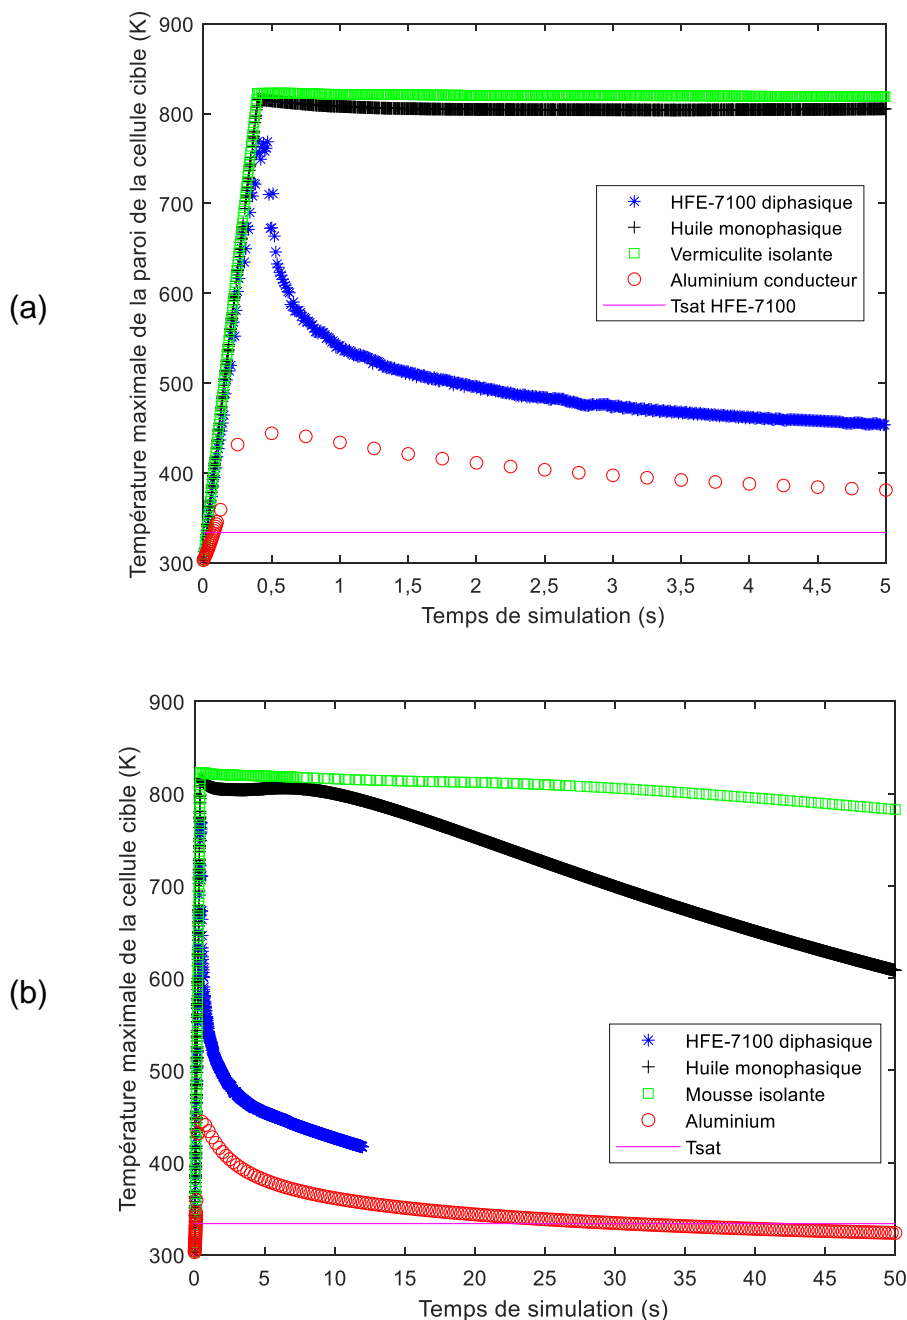 (a)
Température maximale de la paroi de la cellule cible (K)
900
800
700
600
500
400
300
HFE-7100 diphasique
Huile monophasique
Vermiculite isolante
Aluminium conducteur
Tsat HFE-7100
0 0,5 1 1,5 2 2,5 3 3,5 4 4,5 5
Temps de simulation (s)
(b)
Température maximale de la cellule cible (K)
900
800
700
600
500
400
300
HFE-7100 diphasique
Huile monophasique
Mousse isolante
Aluminium
Tsat
0 5 10 15 20 25 30 35 40 45 50
Temps de simulation (s)